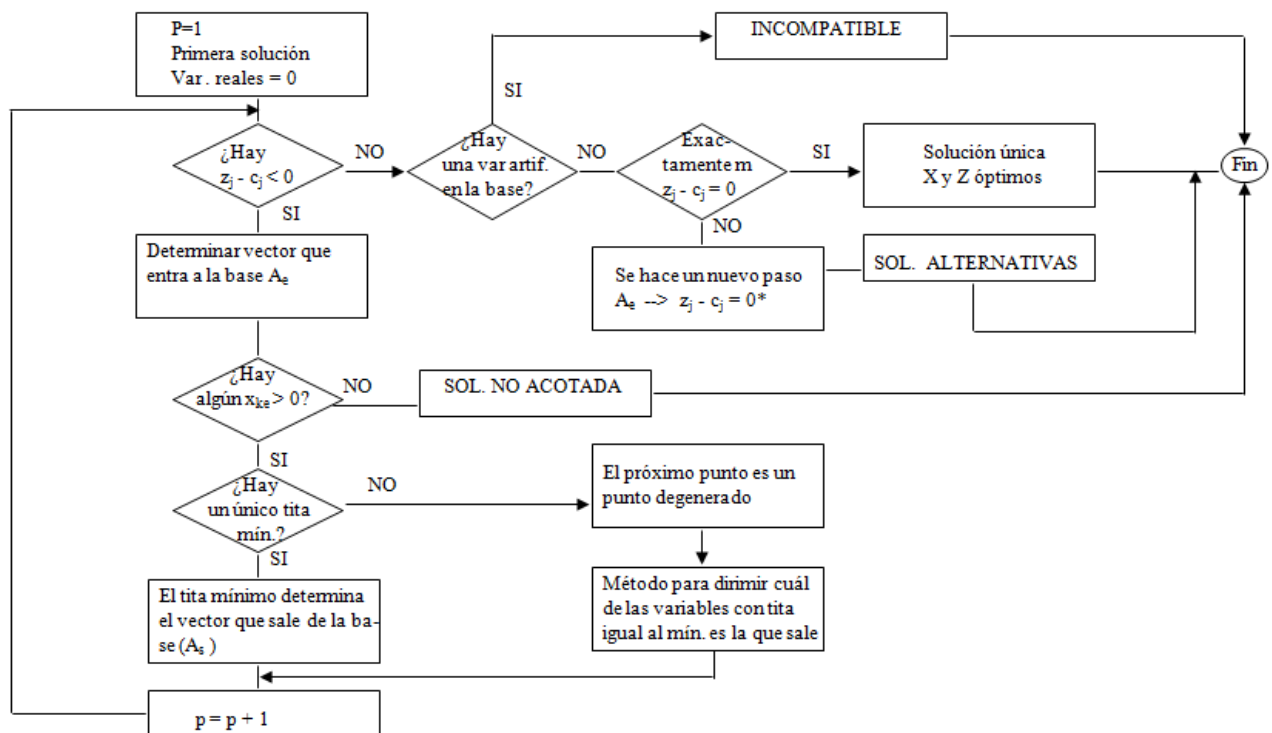 P=1
Primera solución
Var. reales = 0
INCOMPATIBLE
SI
¿Hay
z_j - c_j < 0
NO
¿Hay
una var artif.
en la base?
NO
Exac-
tamente m
z_j - c_j = 0
SI
Solución única
X y Z óptimos
Fin
SI
NO
Determinar vector que
entra a la base A_e
Se hace un nuevo paso
A_e --> z_j - c_j = 0*
SOL. ALTERNATIVAS
¿Hay
algún x_ke > 0?
NO
SOL. NO ACOTADA
SI
¿Hay
un único tita
mín.?
NO
El próximo punto es un
punto degenerado
SI
El tita mínimo determina
el vector que sale de la ba-
se (A_s )
Método para dirimir cuál
de las variables con tita
igual al mín. es la que sale
p = p + 1